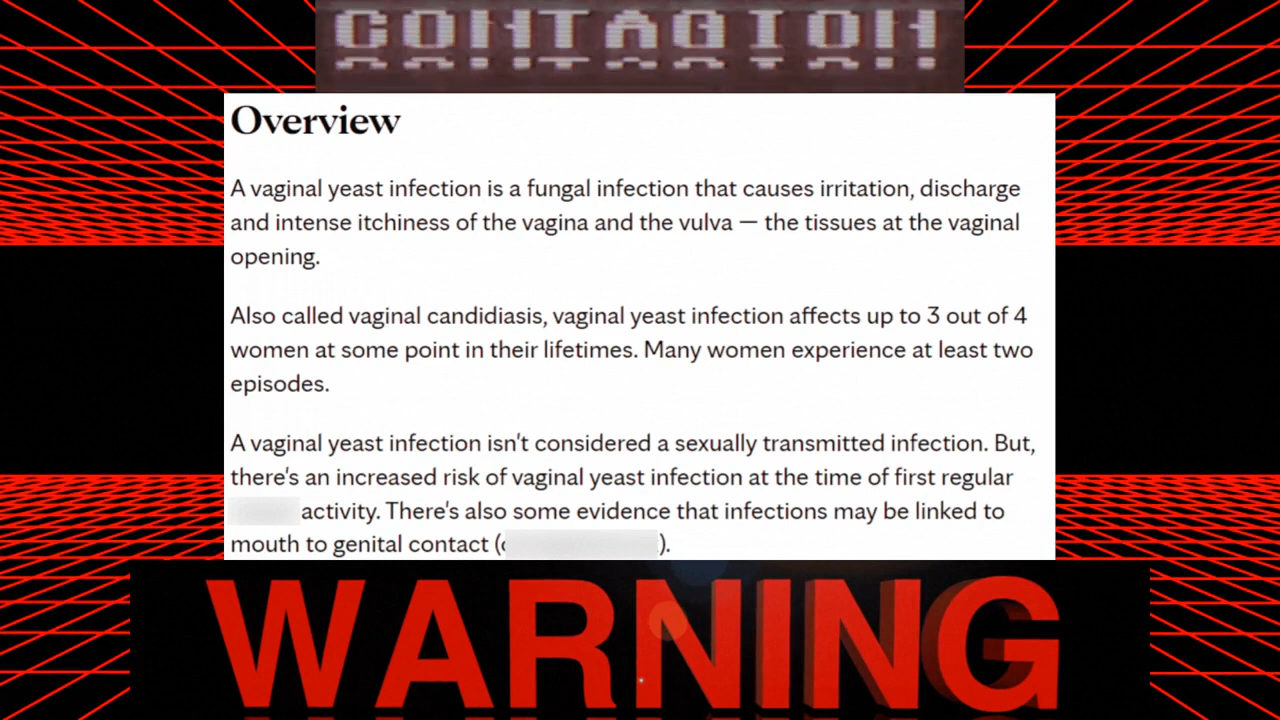 CONTAGION
Overview
A vaginal yeast infection is a fungal infection that causes irritation, discharge
and intense itchiness of the vagina and the vulva — the tissues at the vaginal
opening.
Also called vaginal candidiasis, vaginal yeast infection affects up to 3 out of 4
women at some point in their lifetimes. Many women experience at least two
episodes.
A vaginal yeast infection isn't considered a sexually transmitted infection. But,
there's an increased risk of vaginal yeast infection at the time of first regular
activity. There's also some evidence that infections may be linked to
mouth to genital contact ( ).
WARNING